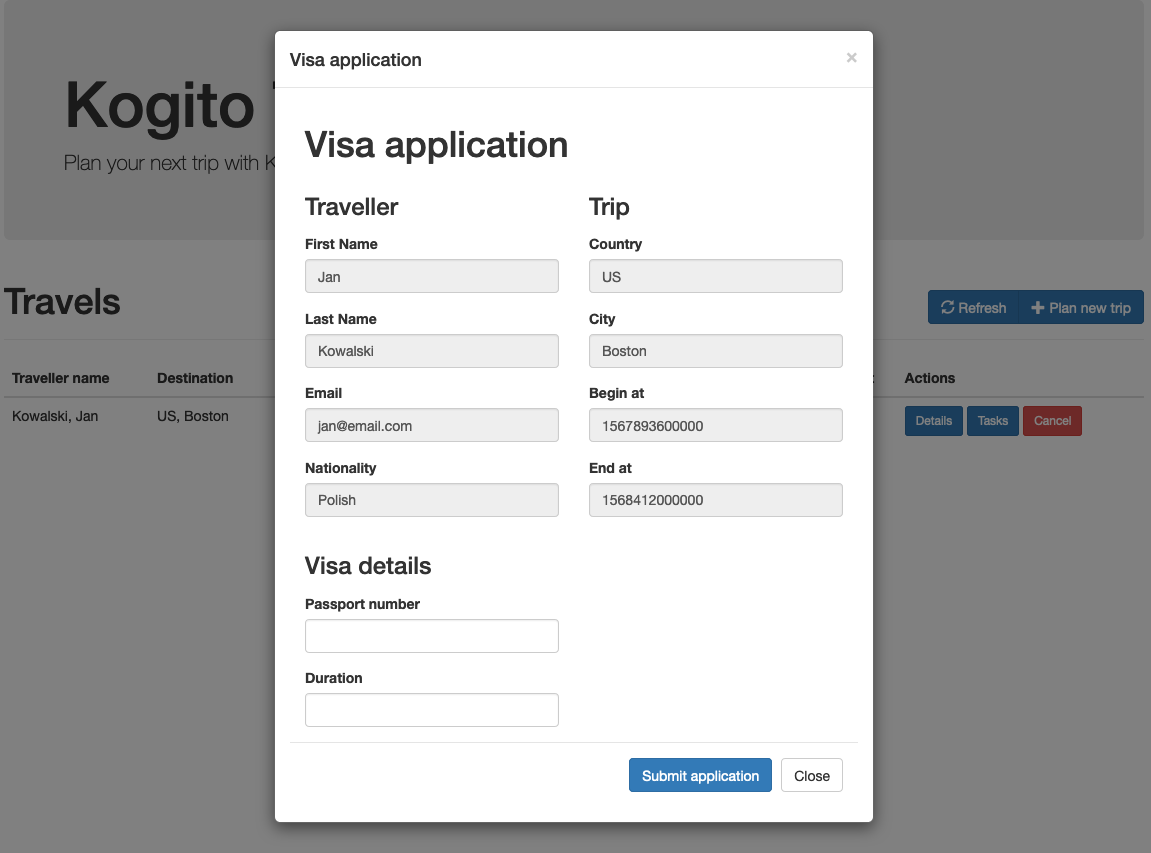 Visa application ×
Kogito
Plan your next trip with K
Visa application
Traveller
Trip
First Name
Country
Jan
US
Last Name
City
Kowalski
Boston
Email
Begin at
jan@email.com
1567893600000
Nationality
End at
Polish
1568412000000
Visa details
Passport number
Duration
Submit application
Close
Travels
Refresh
Plan new trip
Traveller name
Destination
Actions
Kowalski, Jan
US, Boston
Details
Tasks
Cancel